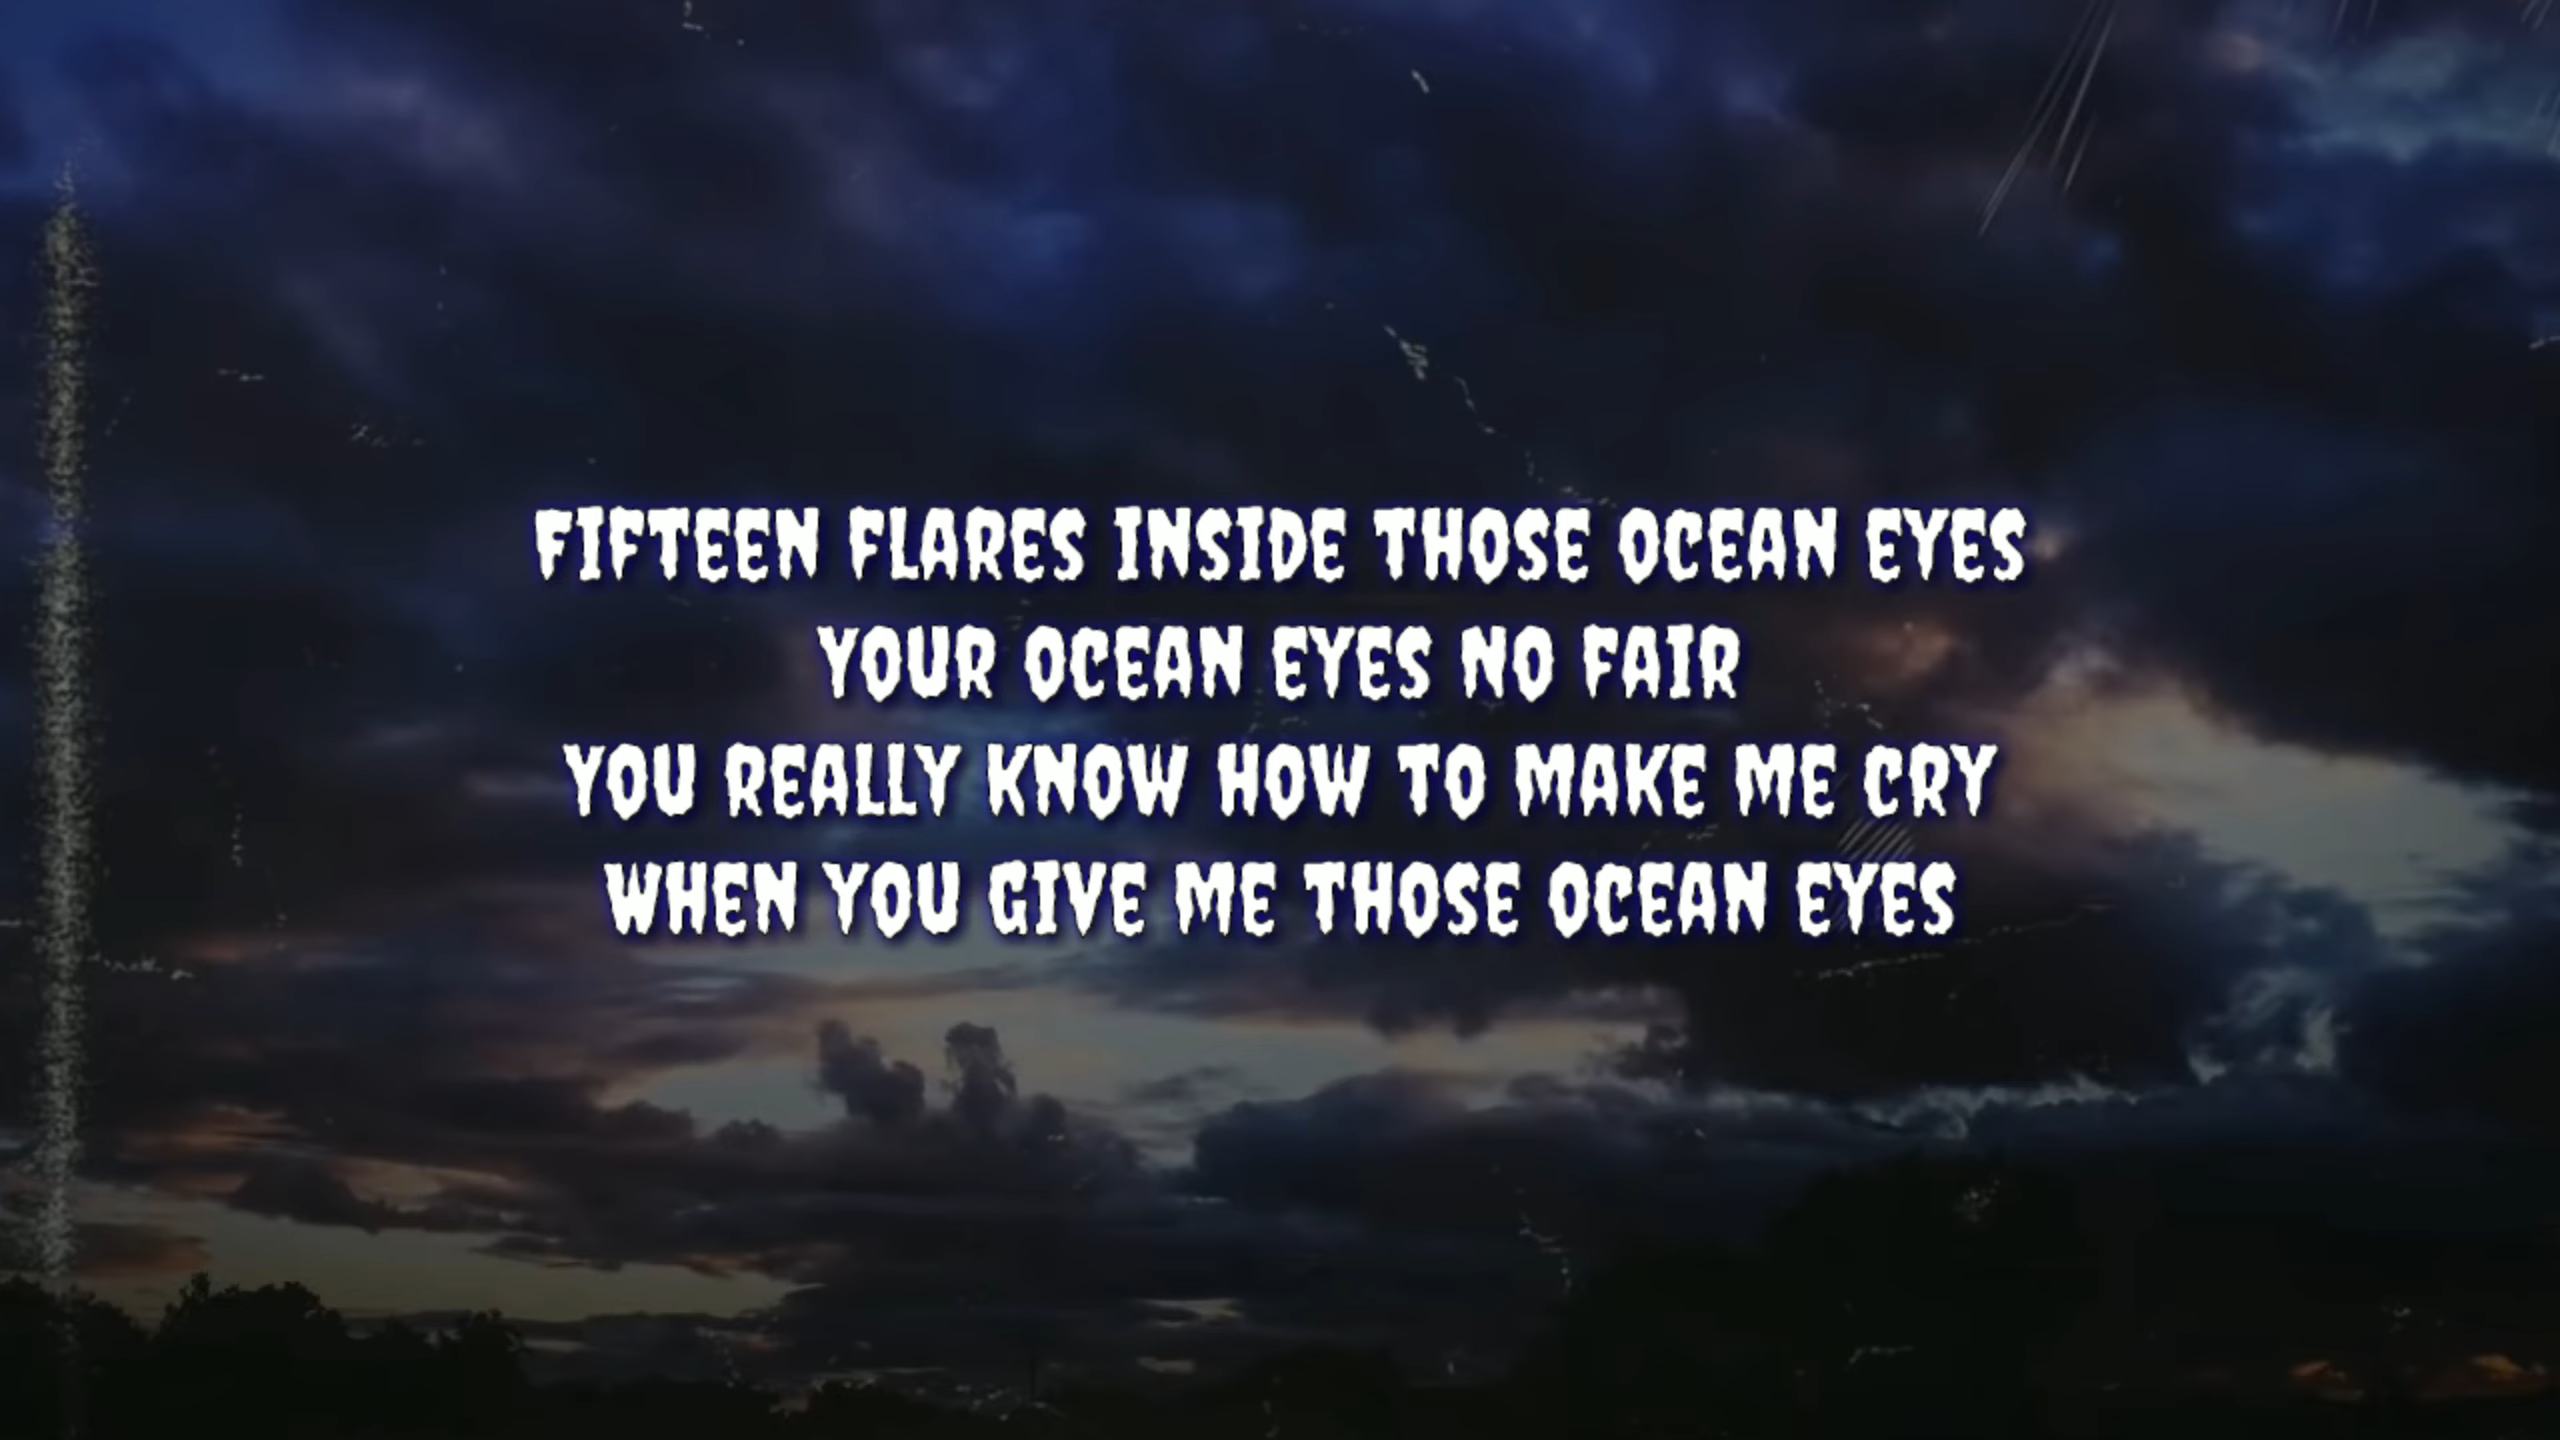 FIFTEEN FLARES INSIDE THOSE OCEAN EYES
YOUR OCEAN EYES NO FAIR
YOU REALLY KNOW HOW TO MAKE ME CRY
WHEN YOU GIVE ME THOSE OCEAN EYES